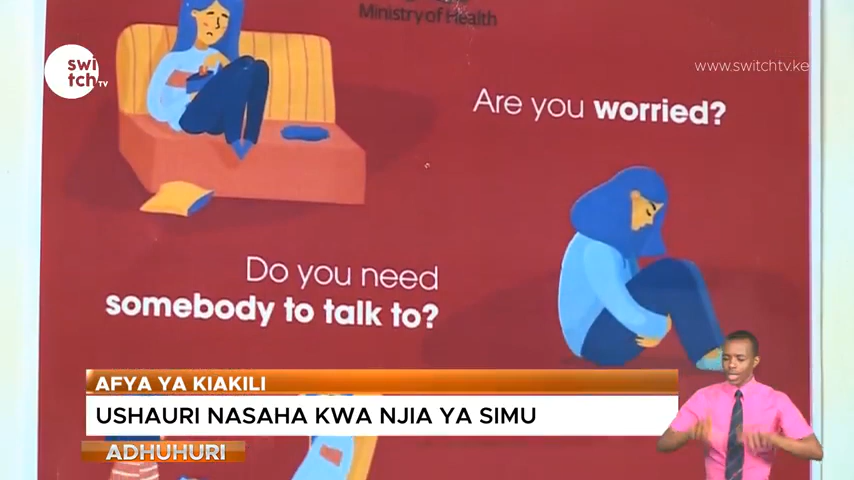 Ministry of Health
swi
tch TV
www.switchtv.ke
Are you worried?
Do you need
somebody to talk to?
AFYA YA KIAKILI
USHAURI NASAHA KWA NJIA YA SIMU
ADHUHURI